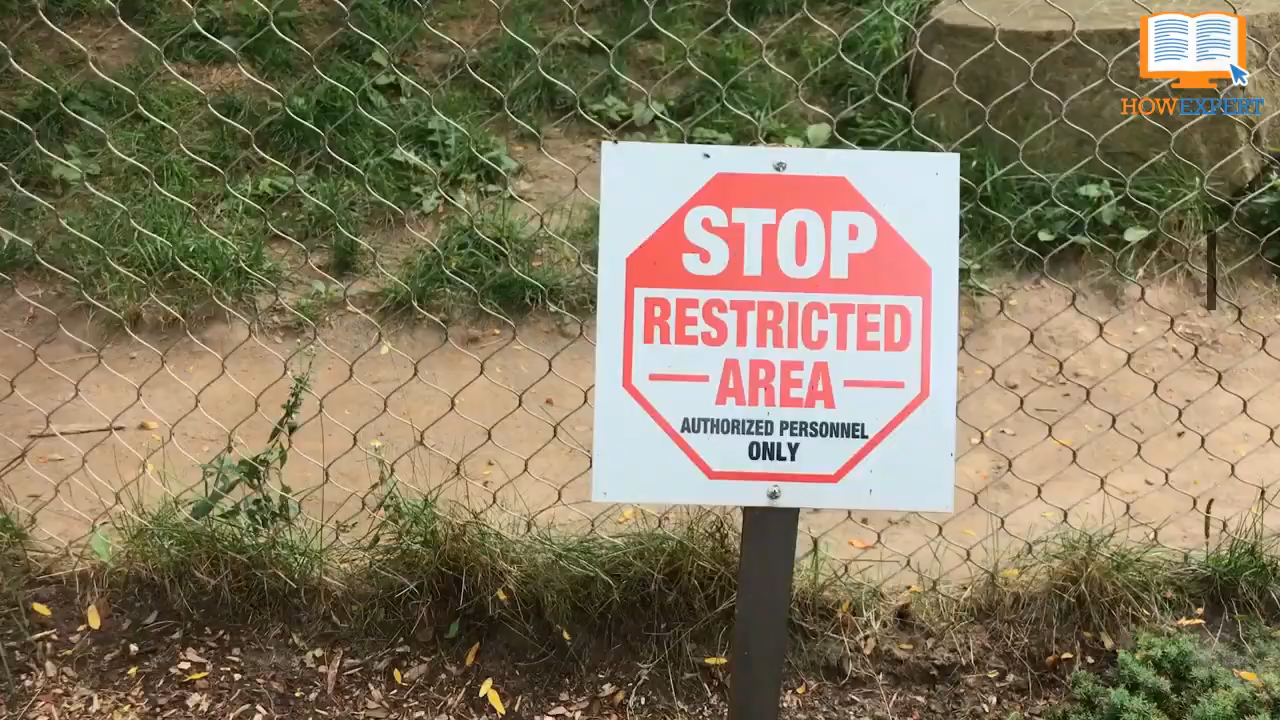 HOWEXPERT
STOP
RESTRICTED
AREA
AUTHORIZED PERSONNEL
ONLY